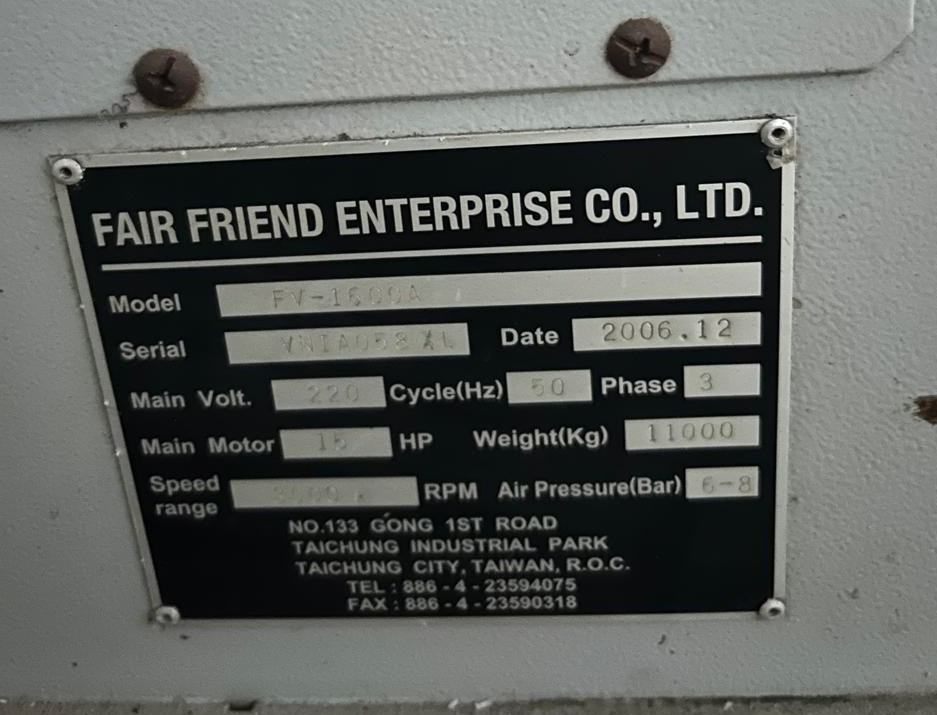 FAIR FRIEND ENTERPRISE CO., LTD.
Model FV-1600A
Serial Date 2006.12
Main Volt. 220 Cycle(Hz) 50 Phase 3
Main Motor 15 HP Weight(Kg) 11000
Speed range RPM Air Pressure(Bar) 6-8
NO.133 GONG 1ST ROAD
TAICHUNG INDUSTRIAL PARK
TAICHUNG CITY, TAIWAN, R.O.C.
TEL : 886 - 4 - 23594075
FAX : 886 - 4 - 23590318